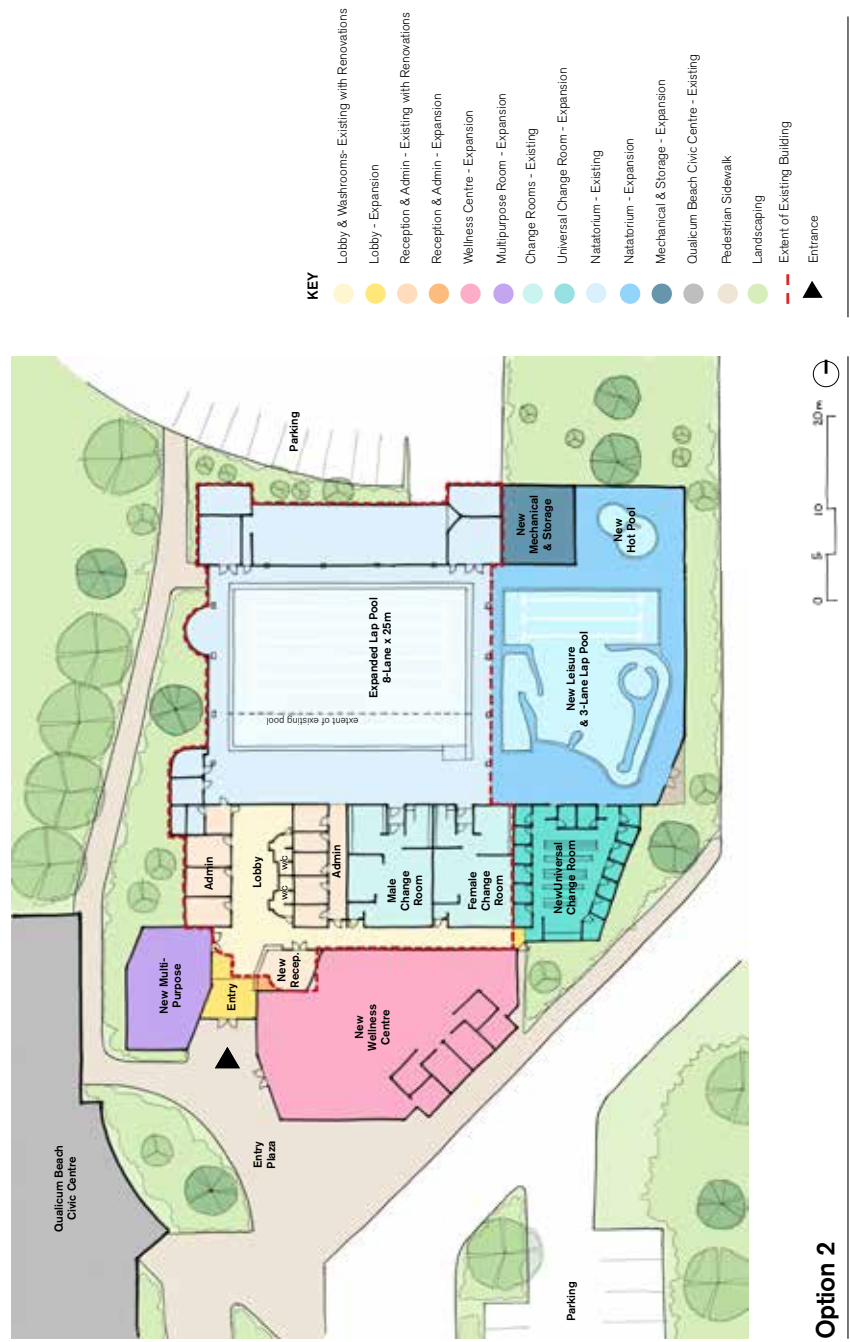 KEY
Lobby & Washrooms- Existing with Renovations
Lobby - Expansion
Reception & Admin - Existing with Renovations
Reception & Admin - Expansion
Wellness Centre - Expansion
Multipurpose Room - Expansion
Change Rooms - Existing
Universal Change Room - Expansion
Natatorium - Existing
Natatorium - Expansion
Mechanical & Storage - Expansion
Qualicum Beach Civic Centre - Existing
Pedestrian Sidewalk
Landscaping
Extent of Existing Building
Entrance
Qualicum Beach
Civic Centre
New Multi-
Purpose
Entry
Entry
Plaza
Admin
Lobby
WC
WC
Admin
New
Recep.
Male
Change
Room
Female
Change
Room
New
Wellness
Centre
NewUniversal
Change Room
extent of existing pool
Expanded Lap Pool
8-Lane x 25m
New Leisure
& 3-Lane Lap Pool
New
Mechanical
& Storage
New
Hot Pool
Parking
Parking
0 5 10 20m
Option 2